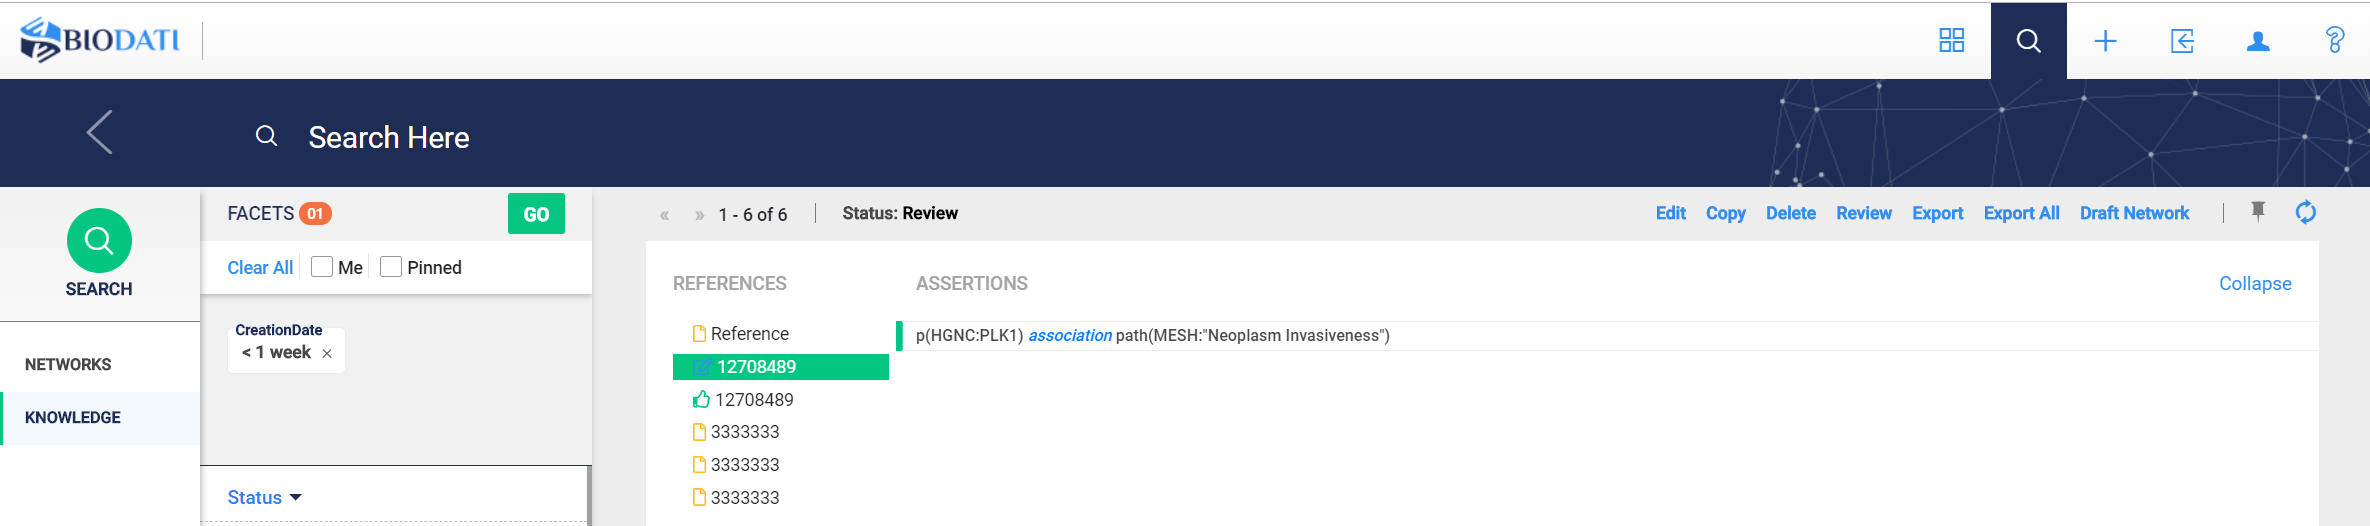 BIODATI
Search Here
SEARCH
NETWORKS
KNOWLEDGE
FACETS 01 GO
Clear All Me Pinned
CreationDate
< 1 week ×
Status
« » 1 - 6 of 6 Status: Review Edit Copy Delete Review Export Export All Draft Network
REFERENCES ASSERTIONS Collapse
Reference p(HGNC:PLK1) association path(MESH:"Neoplasm Invasiveness")
12708489
12708489
3333333
3333333
3333333